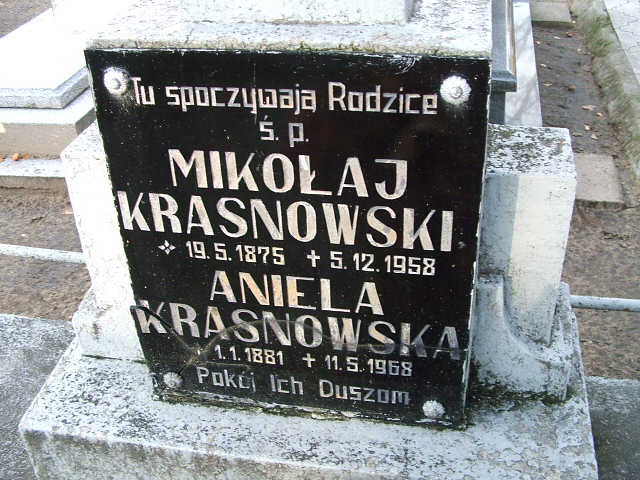 Tu spoczywają Rodzice
ś. p.
MIKOŁAJ
KRASNOWSKI
19.5.1875 + 5.12.1958
ANIELA
KRASNOWSKA
1.1.1881 + 11.5.1968
Pokój Ich Duszom